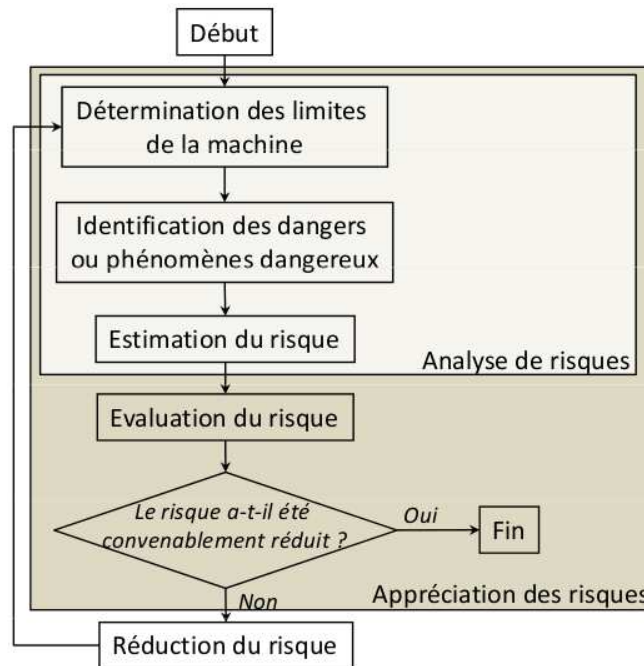 Début
Détermination des limites
de la machine
Identification des dangers
ou phénomènes dangereux
Estimation du risque
Analyse de risques
Evaluation du risque
Le risque a-t-il été
convenablement réduit ?
Oui
Fin
Appréciation des risques
Non
Réduction du risque